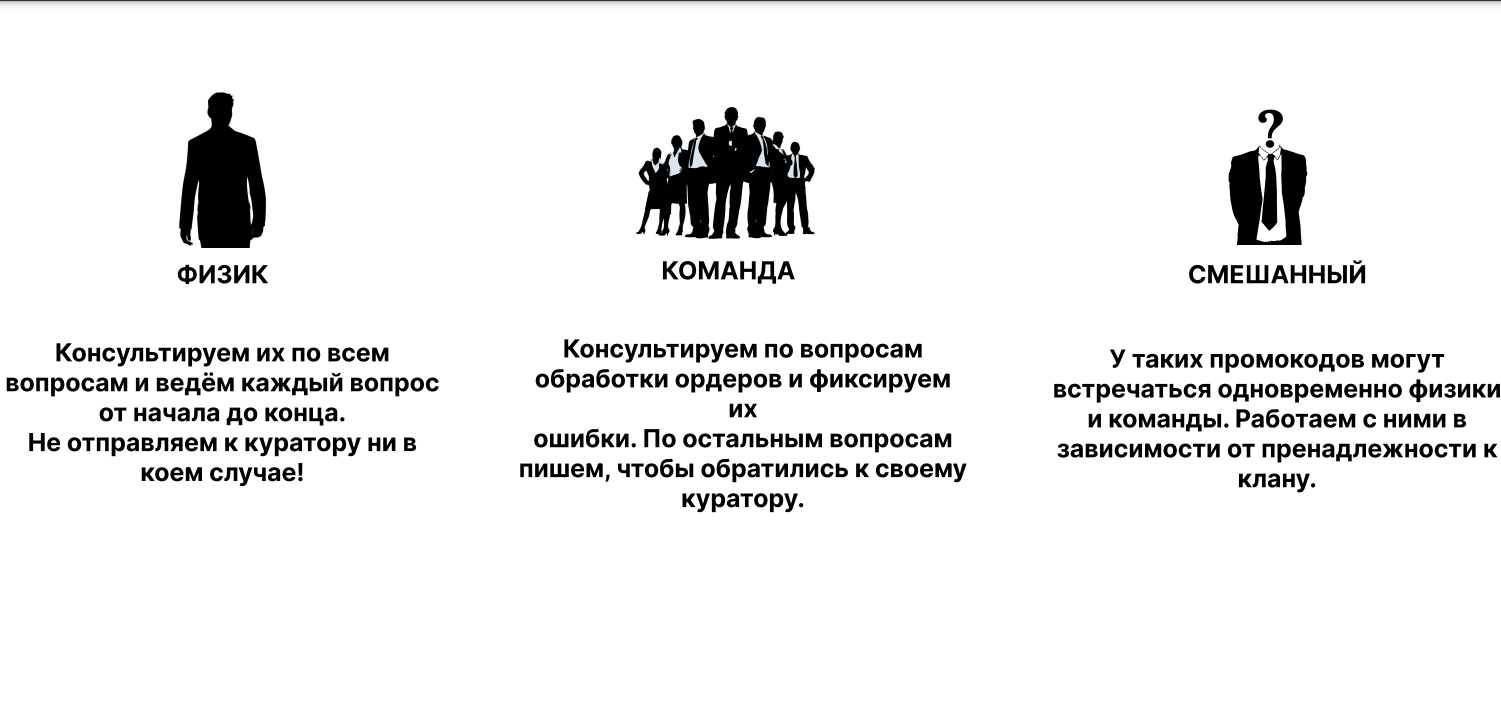 ФИЗИК
Консультируем их по всем
вопросам и ведём каждый вопрос
от начала до конца.
Не отправляем к куратору ни в
коем случае!
КОМАНДА
Консультируем по вопросам
обработки ордеров и фиксируем
их
ошибки. По остальным вопросам
пишем, чтобы обратились к своему
куратору.
?
СМЕШАННЫЙ
У таких промокодов могут
встречаться одновременно физики
и команды. Работаем с ними в
зависимости от пренадлежности к
клану.